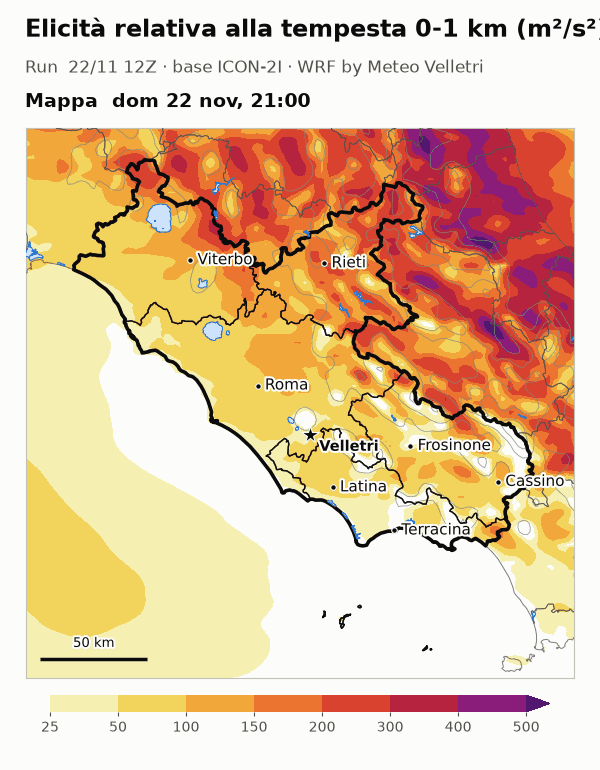 Elicità relativa alla tempesta 0-1 km (m²/s²)
Run 22/11 12Z · base ICON-2I · WRF by Meteo Velletri
Mappa dom 22 nov, 21:00
Viterbo
Rieti
Roma
Velletri
Frosinone
Cassino
Latina
Terracina
50 km
25 50 100 150 200 300 400 500